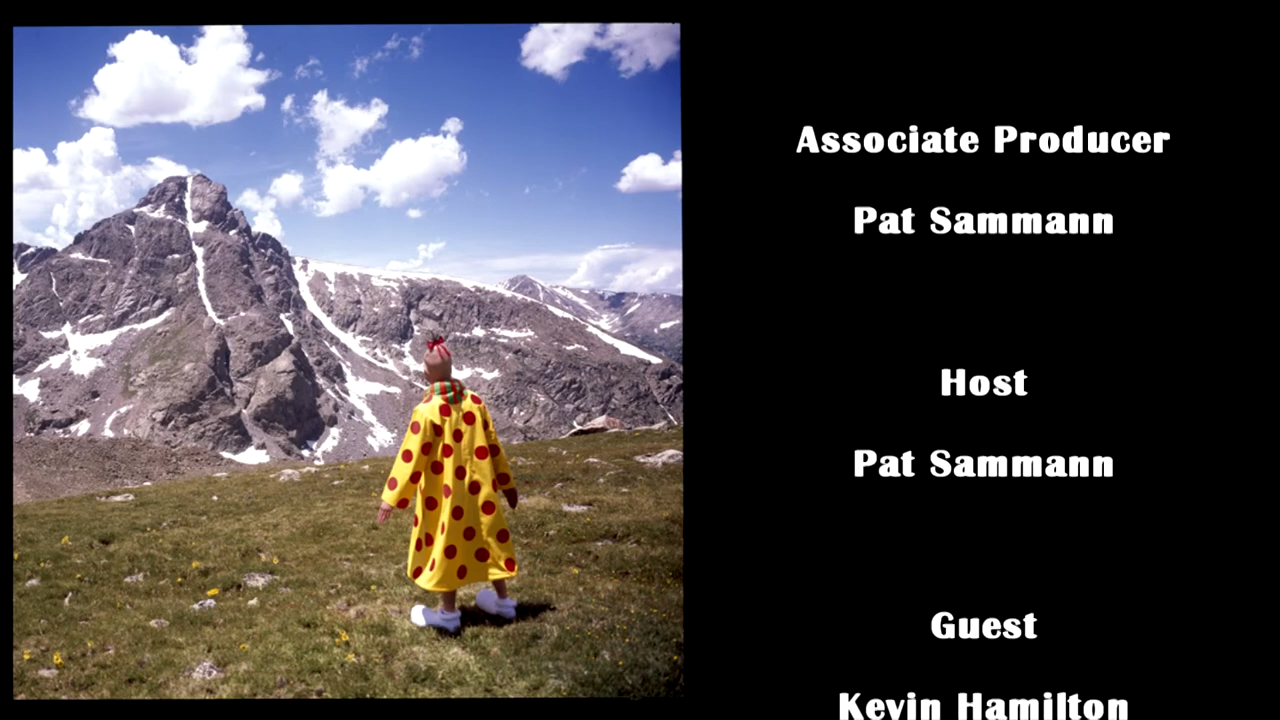 Associate Producer
Pat Sammann
Host
Pat Sammann
Guest
Kevin Hamilton